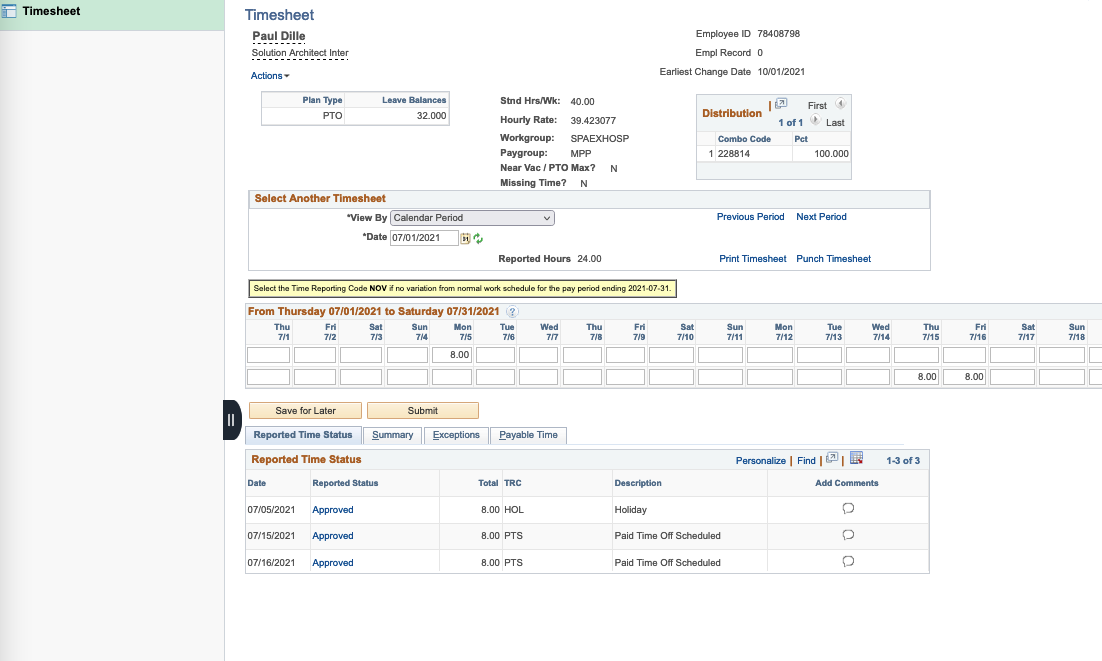 Timesheet
Timesheet
Paul Dille
Solution Architect Inter
Actions
Employee ID 78408798
Empl Record 0
Earliest Change Date 10/01/2021
Plan Type Leave Balances
PTO 32.000
Stnd Hrs/Wk: 40.00
Hourly Rate: 39.423077
Workgroup: SPAEXHOSP
Paygroup: MPP
Near Vac / PTO Max? N
Missing Time? N
Distribution | First
1 of 1 Last
Combo Code Pct
1 228814 100.000
Select Another Timesheet
*View By Calendar Period
Previous Period Next Period
*Date 07/01/2021
Reported Hours 24.00
Print Timesheet Punch Timesheet
Select the Time Reporting Code NOV if no variation from normal work schedule for the pay period ending 2021-07-31.
From Thursday 07/01/2021 to Saturday 07/31/2021 ?
Thu Fri Sat Sun Mon Tue Wed Thu Fri Sat Sun Mon Tue Wed Thu Fri Sat Sun
7/1 7/2 7/3 7/4 7/5 7/6 7/7 7/8 7/9 7/10 7/11 7/12 7/13 7/14 7/15 7/16 7/17 7/18
8.00
8.00 8.00
Save for Later Submit
Reported Time Status Summary Exceptions Payable Time
Reported Time Status
Personalize | Find | | 1-3 of 3
Date Reported Status Total TRC Description Add Comments
07/05/2021 Approved 8.00 HOL Holiday
07/15/2021 Approved 8.00 PTS Paid Time Off Scheduled
07/16/2021 Approved 8.00 PTS Paid Time Off Scheduled